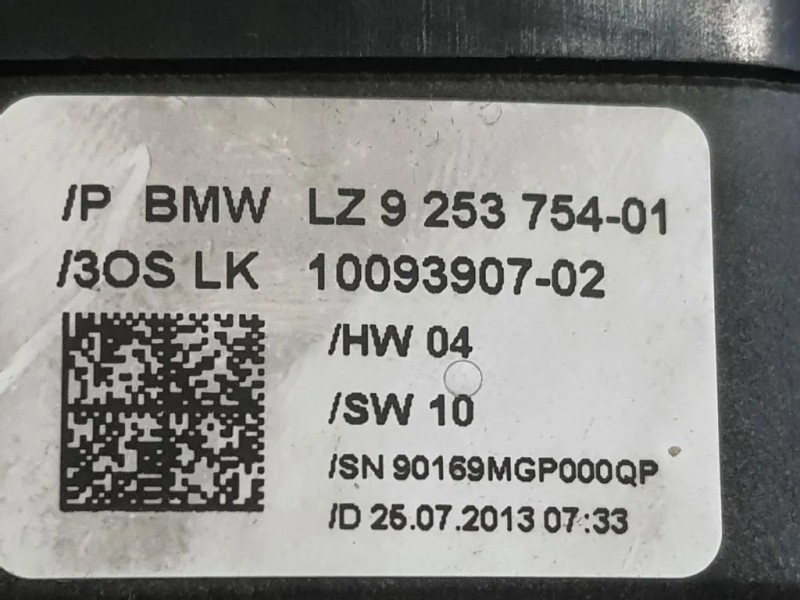 /P BMW LZ 9 253 754-01
/3OS LK 10093907-02
/HW 04
/SW 10
/SN 90169MGP000QP
/D 25.07.2013 07:33